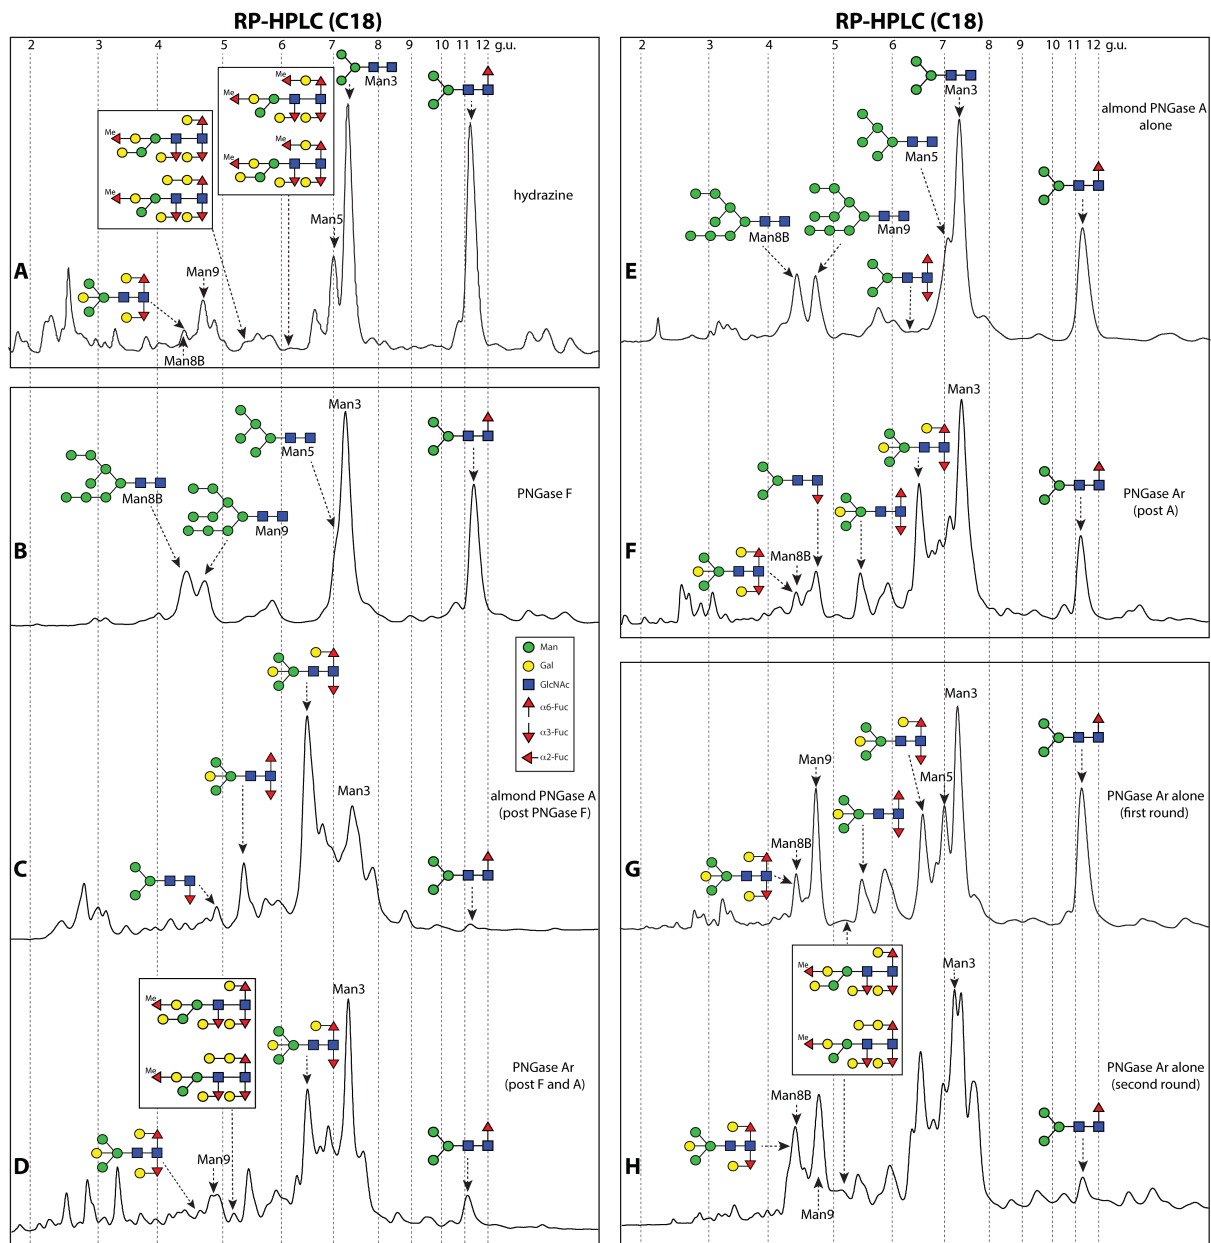 RP-HPLC (C18)
2 3 4 5 6 7 8 9 10 11 12 g.u.
Me
Me
Me
Me
Me
Me
Man3
hydrazine
Man5
A
Man9
Man8B
Man3
Man5
PNGase F
Man8B
Man9
B
Man
Gal
GlcNAc
α6-Fuc
α3-Fuc
α2-Fuc
Man3
almond PNGase A
(post PNGase F)
C
Man3
Me
Me
PNGase Ar
(post F and A)
Man9
D
RP-HPLC (C18)
2 3 4 5 6 7 8 9 10 11 12 g.u.
Man3
almond PNGase A
alone
Man5
Man8B
Man9
E
Man3
PNGase Ar
(post A)
Man8B
F
Man3
Man9
Man5
PNGase Ar alone
(first round)
Man8B
G
Me
Me
Man3
PNGase Ar alone
(second round)
Man8B
H
Man9